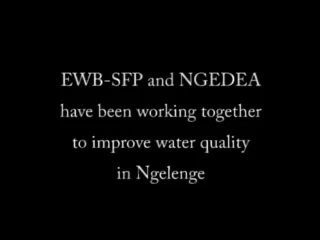 EWB-SFP and NGEDEA
have been working together
to improve water quality
in Ngelenge